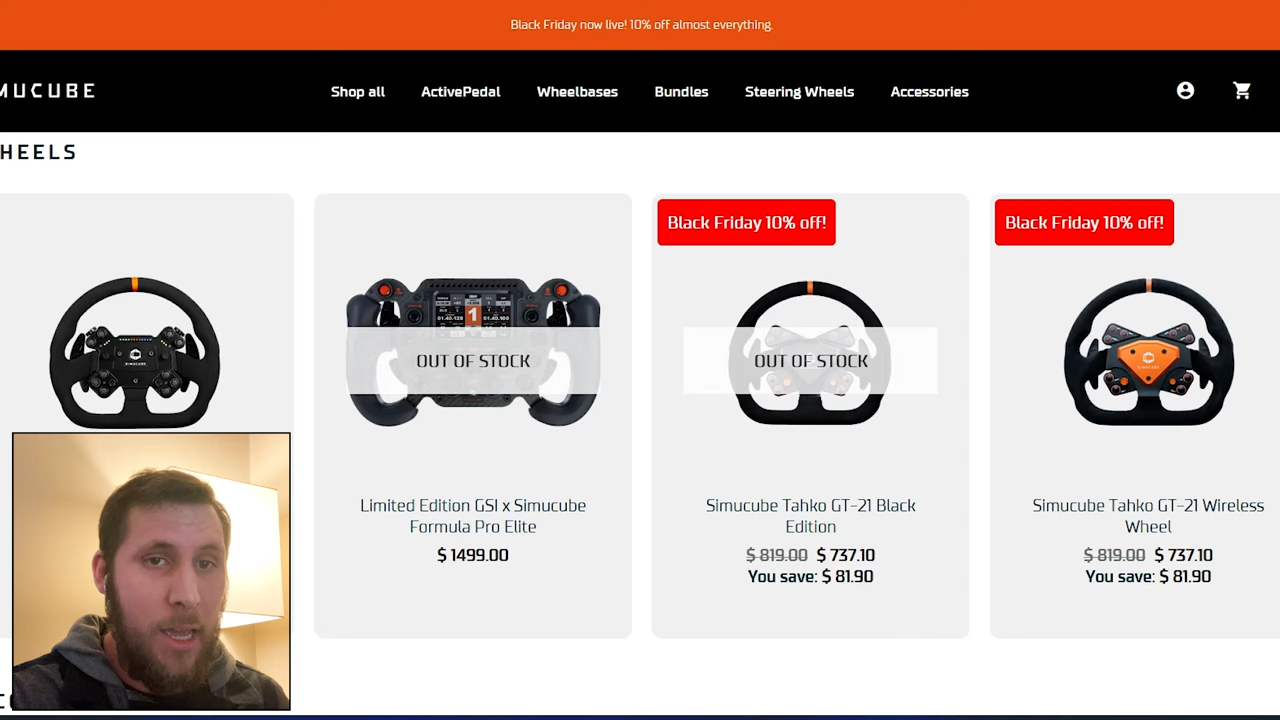 Black Friday now live! 10% off almost everything.
MUCUBE
Shop all
ActivePedal
Wheelbases
Bundles
Steering Wheels
Accessories
HEELS
Black Friday 10% off!
Black Friday 10% off!
SIMUCUBE
1
OUT OF STOCK
OUT OF STOCK
Limited Edition GSI x Simucube
Formula Pro Elite
$ 1499.00
Simucube Tahko GT-21 Black
Edition
$ 819.00 $ 737.10
You save: $ 81.90
Simucube Tahko GT-21 Wireless
Wheel
$ 819.00 $ 737.10
You save: $ 81.90